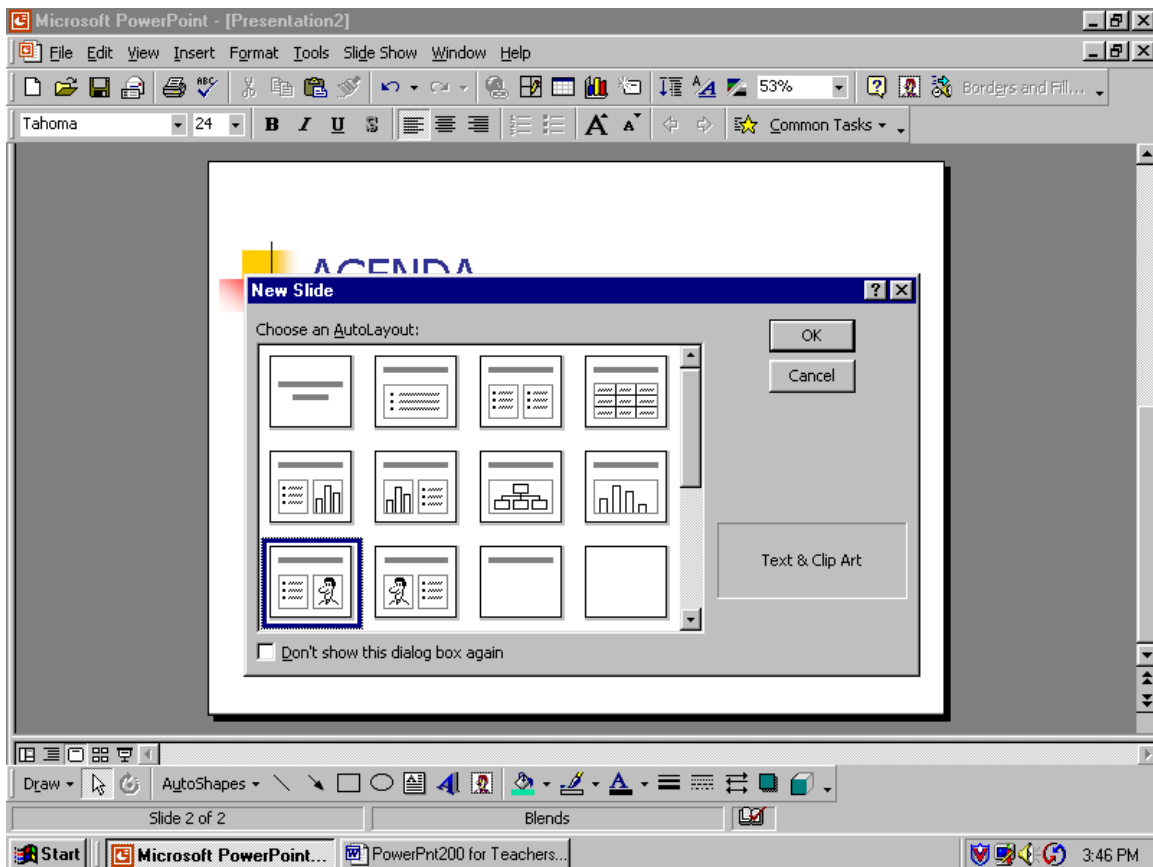 Microsoft PowerPoint - [Presentation2]
File Edit View Insert Format Tools Slide Show Window Help
ABC 53% Borders and Fill...
Tahoma 24 B I U S A A Common Tasks
AGENDA
New Slide
Choose an AutoLayout:
OK
Cancel
Text & Clip Art
Don't show this dialog box again
Draw AutoShapes A A
Slide 2 of 2 Blends
Start Microsoft PowerPoint... PowerPnt200 for Teachers... 3:46 PM